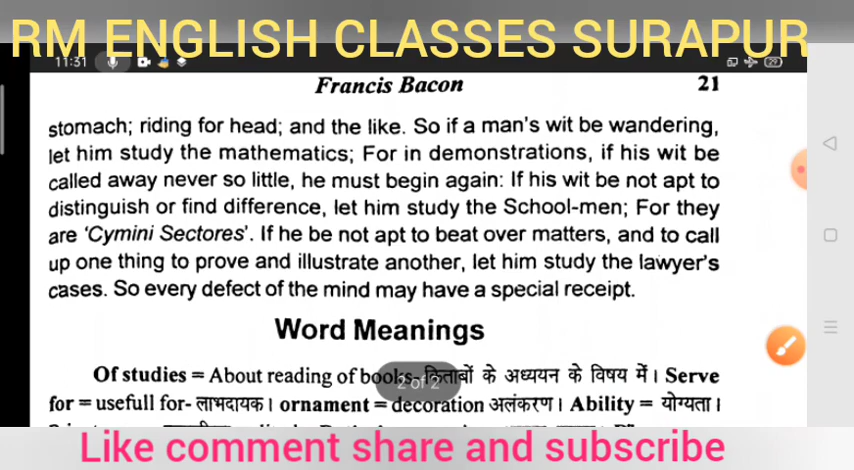 RM ENGLISH CLASSES SURAPUR
11:31
29
Francis Bacon 21
stomach; riding for head; and the like. So if a man's wit be wandering,
let him study the mathematics; For in demonstrations, if his wit be
called away never so little, he must begin again: If his wit be not apt to
distinguish or find difference, let him study the School-men; For they
are 'Cymini Sectores'. If he be not apt to beat over matters, and to call
up one thing to prove and illustrate another, let him study the lawyer's
cases. So every defect of the mind may have a special receipt.
Word Meanings
Of studies = About reading of books- किताबों के अध्ययन के विषय में। Serve
2 of 2
for = usefull for- लाभदायक। ornament = decoration अलंकरण। Ability = योग्यता।
Like comment share and subscribe